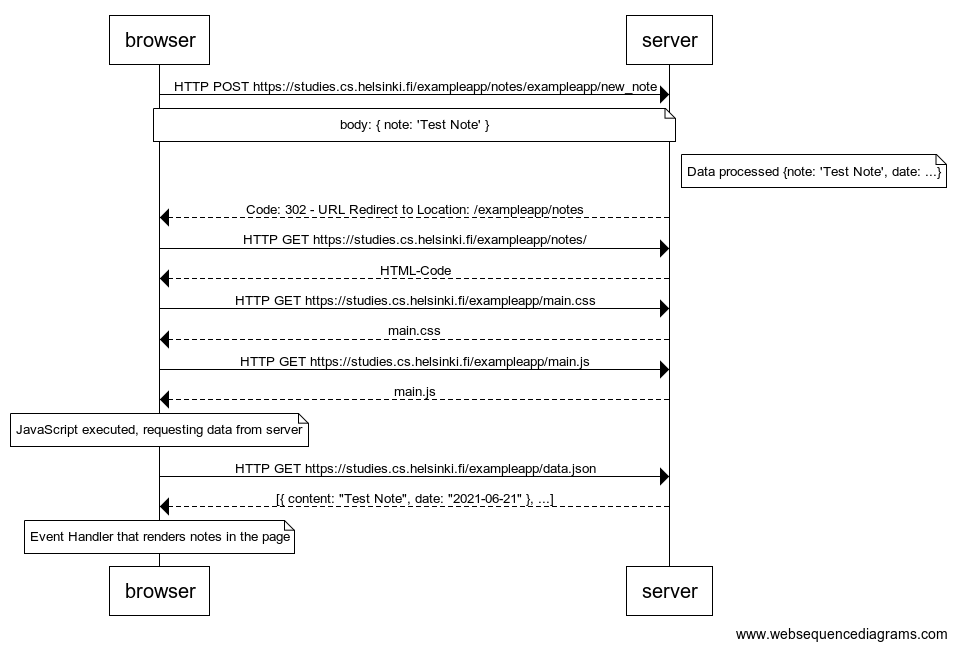 browser server
HTTP POST https://studies.cs.helsinki.fi/exampleapp/notes/exampleapp/new_note
body: { note: 'Test Note' }
Data processed {note: 'Test Note', date: ...}
Code: 302 - URL Redirect to Location: /exampleapp/notes
HTTP GET https://studies.cs.helsinki.fi/exampleapp/notes/
HTML-Code
HTTP GET https://studies.cs.helsinki.fi/exampleapp/main.css
main.css
HTTP GET https://studies.cs.helsinki.fi/exampleapp/main.js
main.js
JavaScript executed, requesting data from server
HTTP GET https://studies.cs.helsinki.fi/exampleapp/data.json
[{ content: "Test Note", date: "2021-06-21" }, ...]
Event Handler that renders notes in the page
browser server
www.websequencediagrams.com